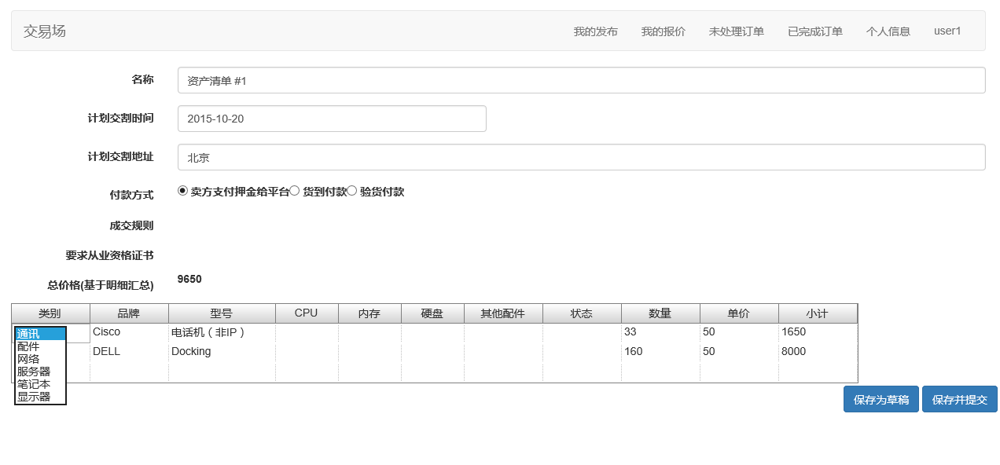 交易场 我的发布 我的报价 未处理订单 已完成订单 个人信息 user1
名称 资产清单 #1
计划交割时间 2015-10-20
计划交割地址 北京
付款方式 卖方支付押金给平台 货到付款 验货付款
成交规则
要求从业资格证书
总价格(基于明细汇总) 9650
类别 品牌 型号 CPU 内存 硬盘 其他配件 状态 数量 单价 小计
通讯 Cisco 电话机（非IP） 33 50 1650
配件 DELL Docking 160 50 8000
网络
服务器
笔记本
显示器
保存为草稿 保存并提交